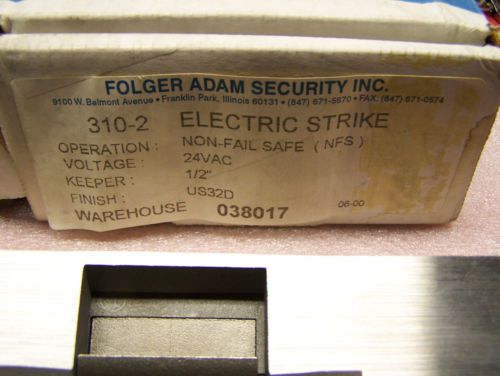 FOLGER ADAM SECURITY INC.
9100 W. Belmont Avenue • Franklin Park, Illinois 60131 • (847) 671-5670 • FAX: (847) 671-0574
310-2 ELECTRIC STRIKE
OPERATION : NON-FAIL SAFE ( NFS )
VOLTAGE : 24VAC
KEEPER : 1/2"
FINISH : US32D
WAREHOUSE 038017 06-00